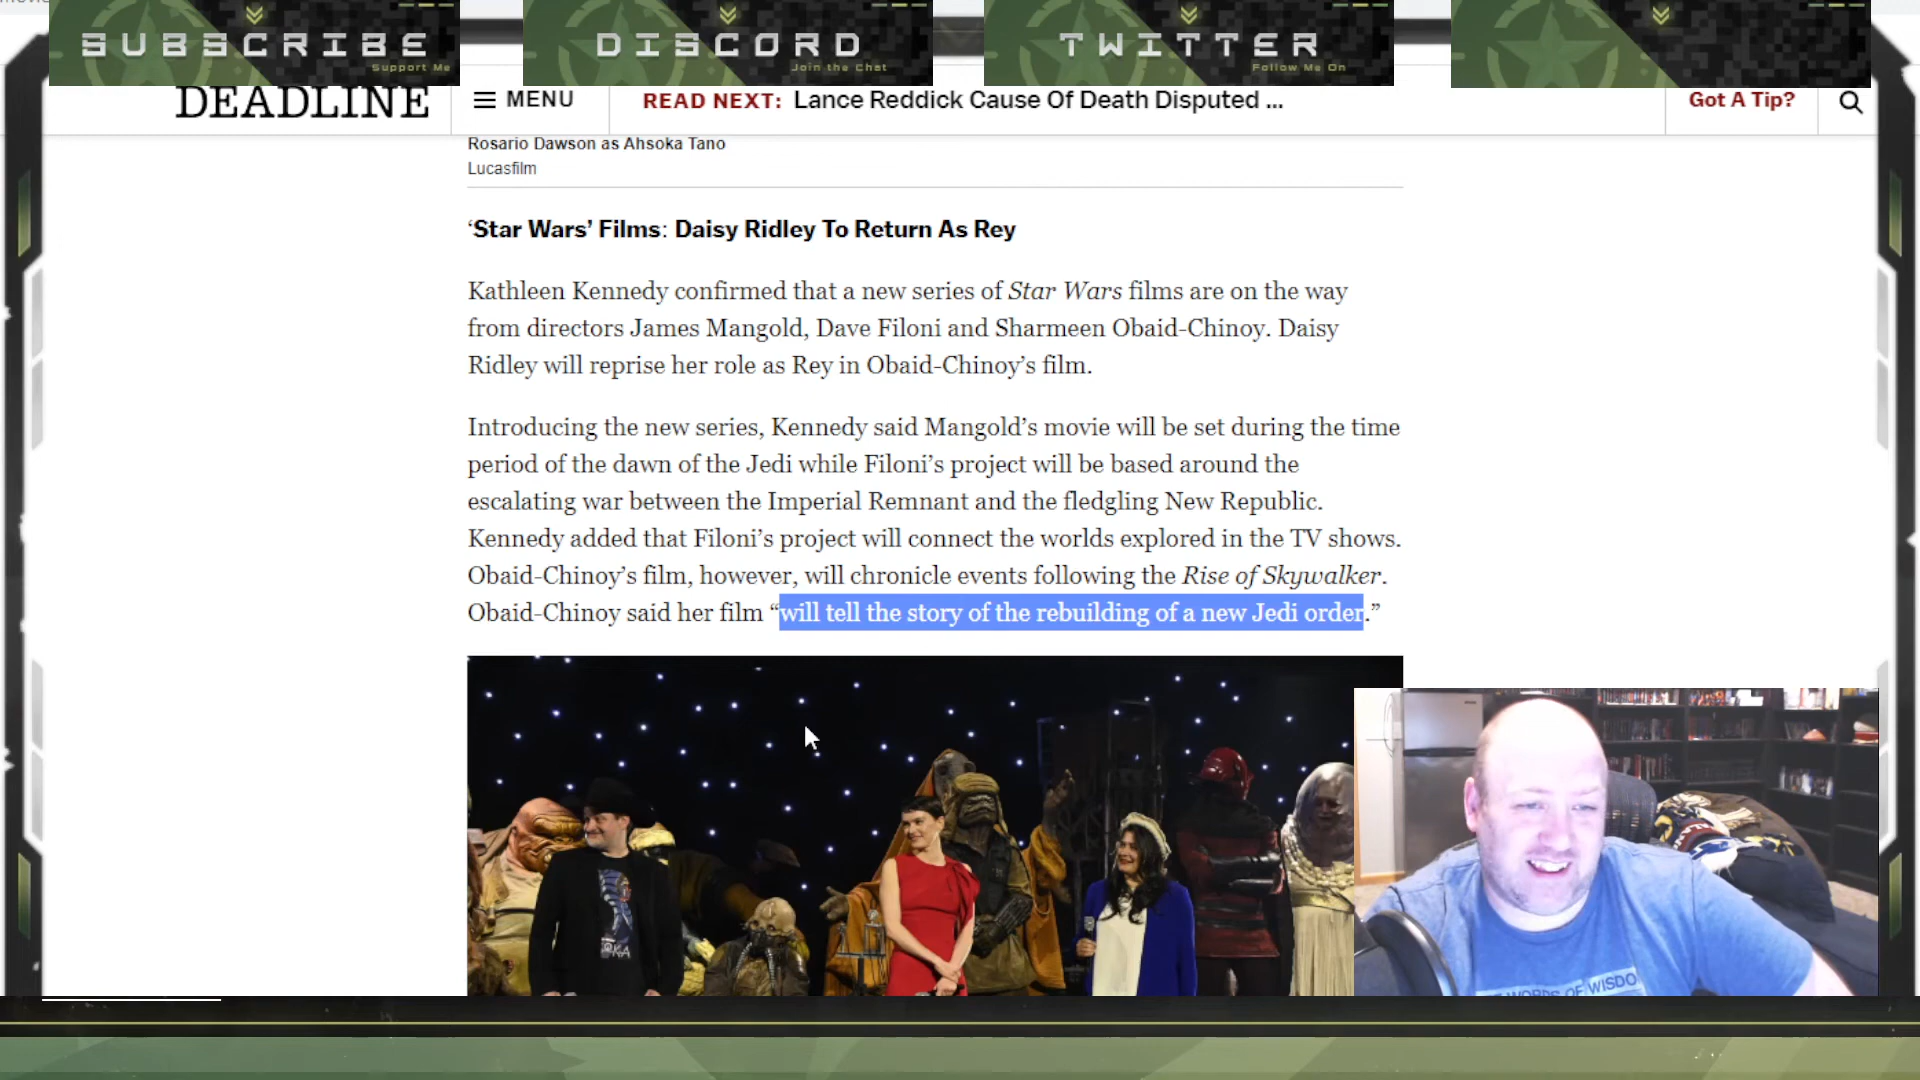 SUBSCRIBE
Support Me
DISCORD
Join the Chat
TWITTER
Follow Me On
DEADLINE
MENU
READ NEXT: Lance Reddick Cause Of Death Disputed ...
Got A Tip?
Rosario Dawson as Ahsoka Tano
Lucasfilm
‘Star Wars’ Films: Daisy Ridley To Return As Rey
Kathleen Kennedy confirmed that a new series of Star Wars films are on the way
from directors James Mangold, Dave Filoni and Sharmeen Obaid-Chinoy. Daisy
Ridley will reprise her role as Rey in Obaid-Chinoy’s film.
Introducing the new series, Kennedy said Mangold’s movie will be set during the time
period of the dawn of the Jedi while Filoni’s project will be based around the
escalating war between the Imperial Remnant and the fledgling New Republic.
Kennedy added that Filoni’s project will connect the worlds explored in the TV shows.
Obaid-Chinoy’s film, however, will chronicle events following the Rise of Skywalker.
Obaid-Chinoy said her film “will tell the story of the rebuilding of a new Jedi order.”
WORDS OF WISDO